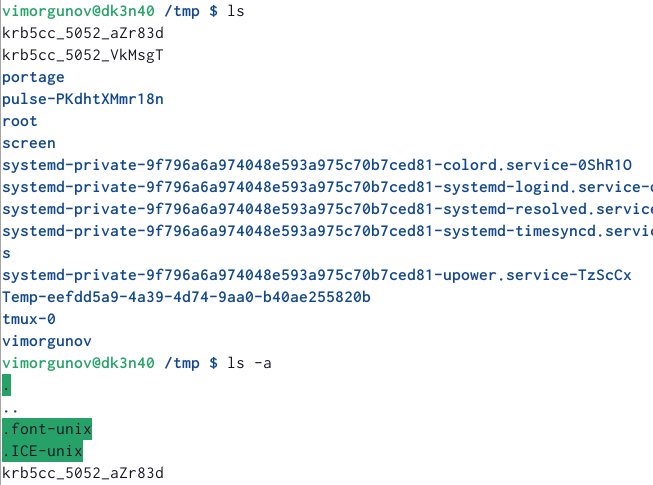 vimorgunov@dk3n40 /tmp $ ls
krb5cc_5052_aZr83d
krb5cc_5052_VkMsgT
portage
pulse-PKdhtXMmr18n
root
screen
systemd-private-9f796a6a974048e593a975c70b7ced81-colord.service-0ShR1O
systemd-private-9f796a6a974048e593a975c70b7ced81-systemd-logind.service-
systemd-private-9f796a6a974048e593a975c70b7ced81-systemd-resolved.service
systemd-private-9f796a6a974048e593a975c70b7ced81-systemd-timesyncd.servic
s
systemd-private-9f796a6a974048e593a975c70b7ced81-upower.service-TzScCx
Temp-eefdd5a9-4a39-4d74-9aa0-b40ae255820b
tmux-0
vimorgunov
vimorgunov@dk3n40 /tmp $ ls -a
.
..
.font-unix
.ICE-unix
krb5cc_5052_aZr83d